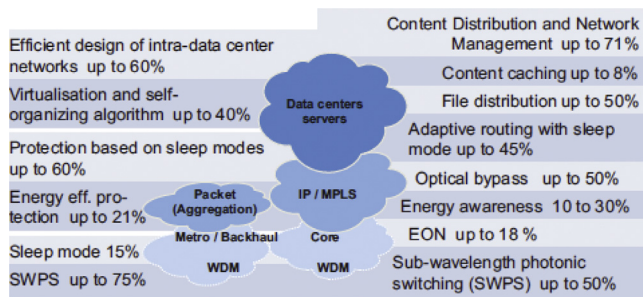 Efficient design of intra-data center
networks up to 60%
Virtualisation and self-
organizing algorithm up to 40%
Protection based on sleep modes
up to 60%
Energy eff. pro-
tection up to 21%
Sleep mode 15%
SWPS up to 75%
Data centers
servers
Packet
(Aggregation)
IP / MPLS
Metro / Backhaul
Core
WDM
WDM
Content Distribution and Network
Management up to 71%
Content caching up to 8%
File distribution up to 50%
Adaptive routing with sleep
mode up to 45%
Optical bypass up to 50%
Energy awareness 10 to 30%
EON up to 18 %
Sub-wavelength photonic
switching (SWPS) up to 50%